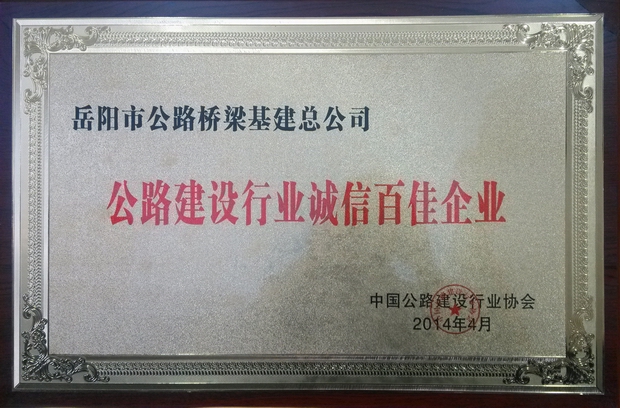 岳阳市公路桥梁基建总公司
公路建设行业诚信百佳企业
中国公路建设行业协会
2014年4月